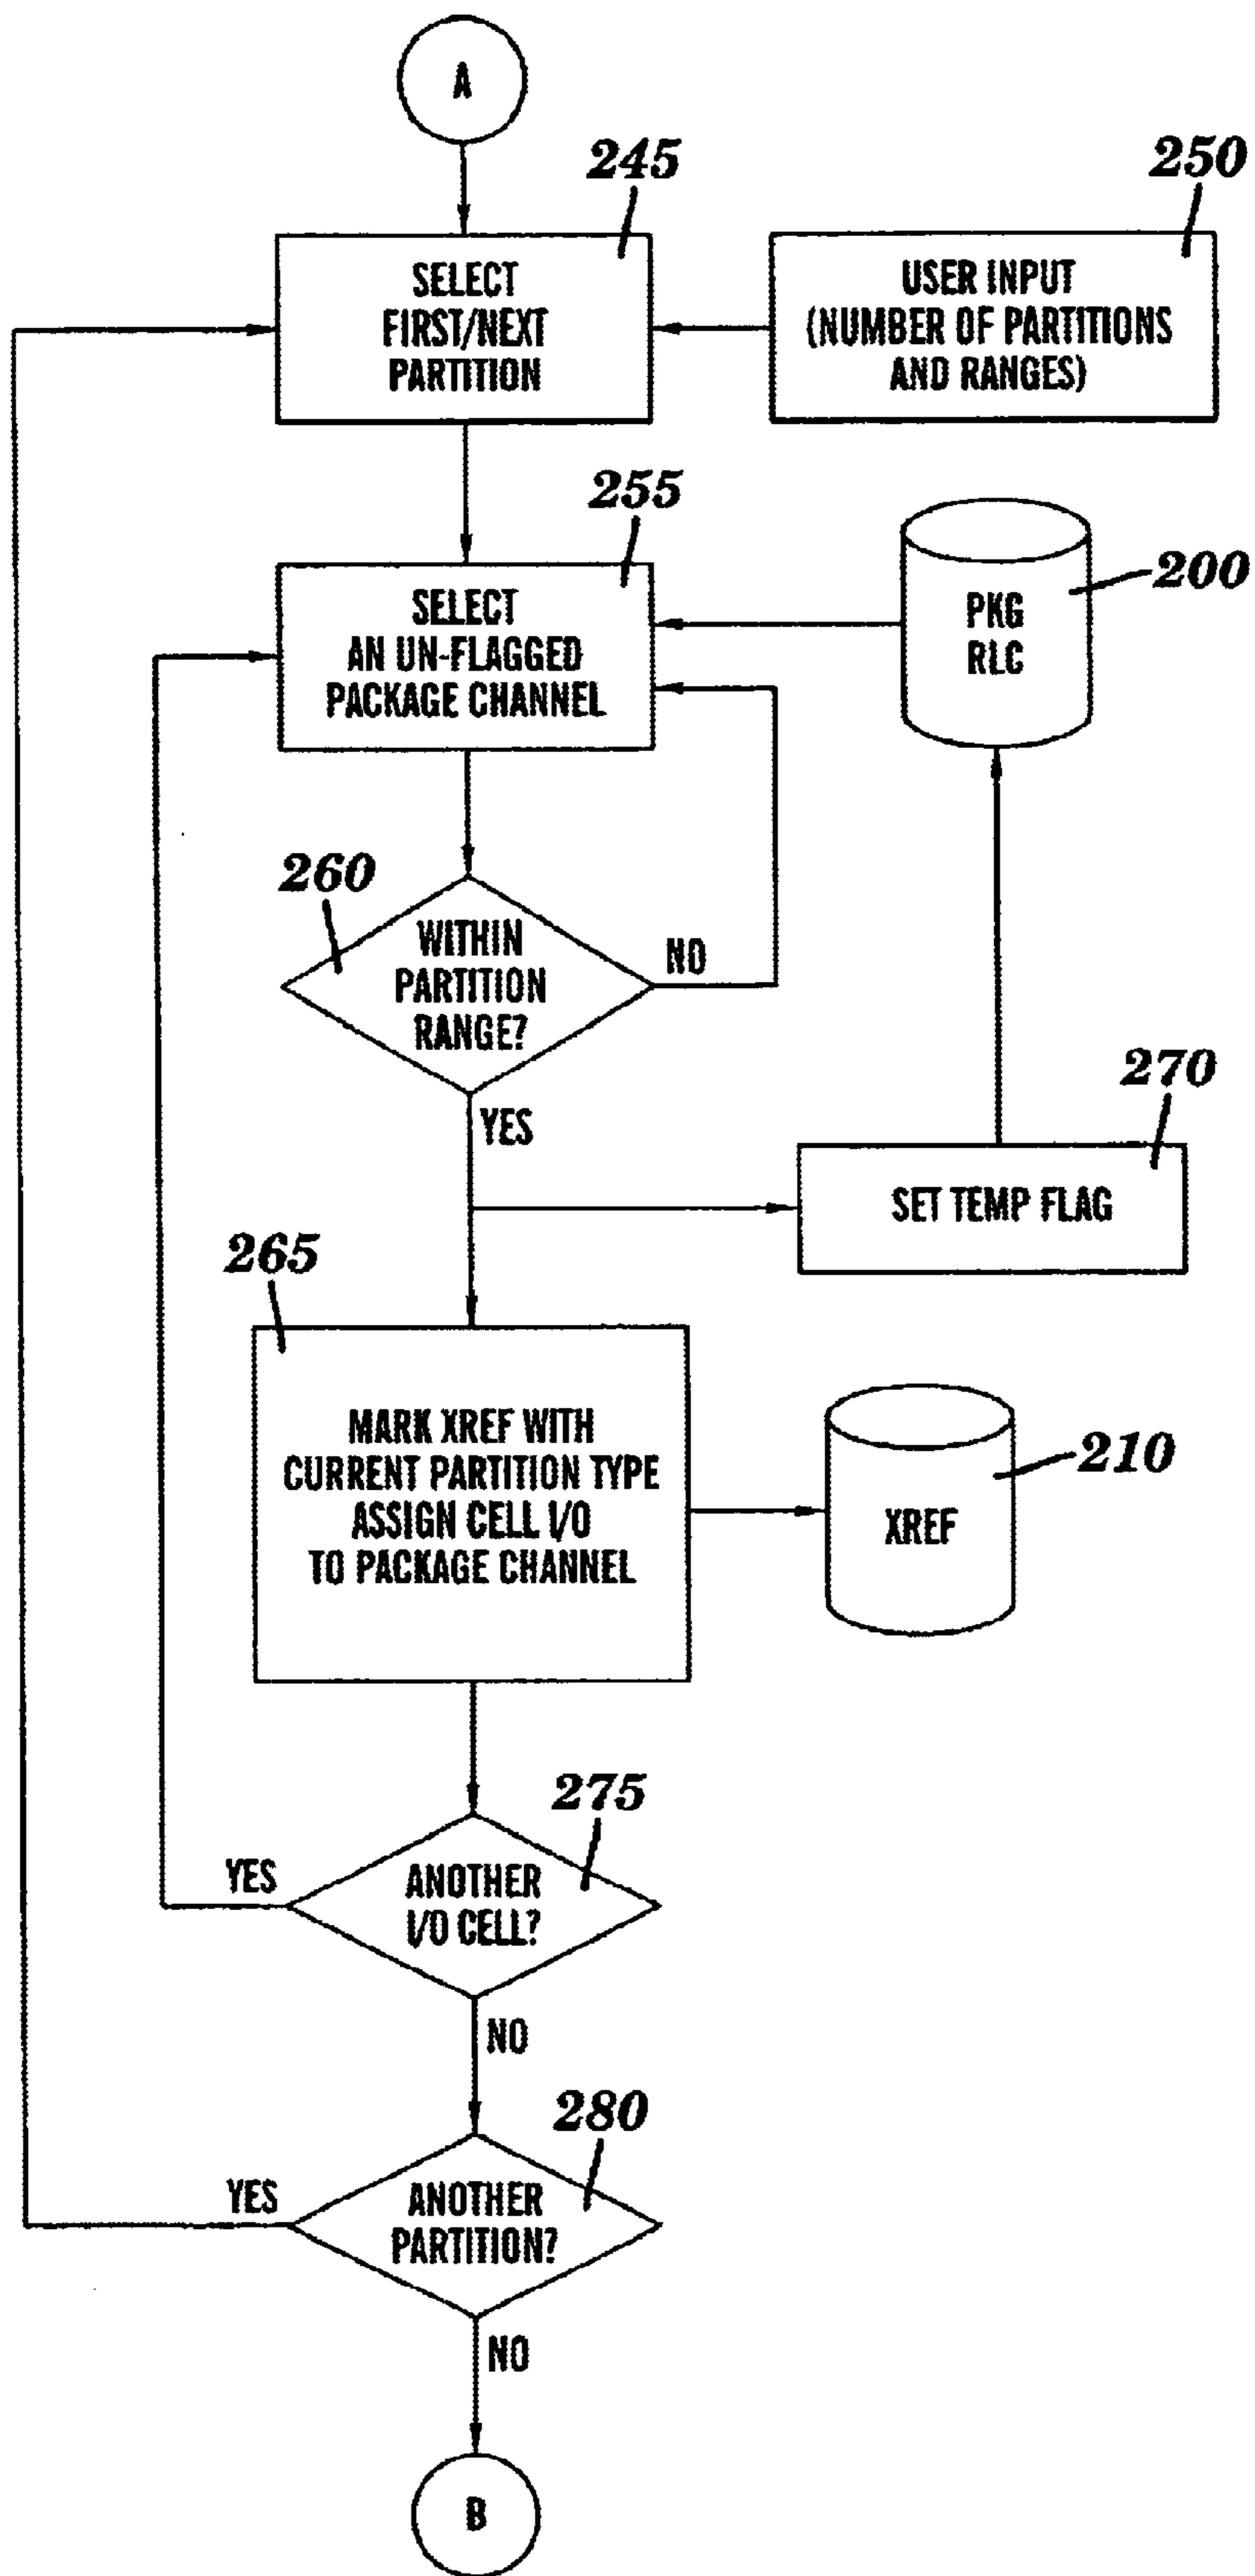 A
245
250
SELECT
FIRST/NEXT
PARTITION
USER INPUT
(NUMBER OF PARTITIONS
AND RANGES)
255
200
SELECT
AN UN-FLAGGED
PACKAGE CHANNEL
PKG
RLC
260
WITHIN
PARTITION
RANGE?
NO
YES
270
SET TEMP FLAG
265
MARK XREF WITH
CURRENT PARTITION TYPE
ASSIGN CELL I/O
TO PACKAGE CHANNEL
210
XREF
275
YES
ANOTHER
I/O CELL?
NO
280
YES
ANOTHER
PARTITION?
NO
B